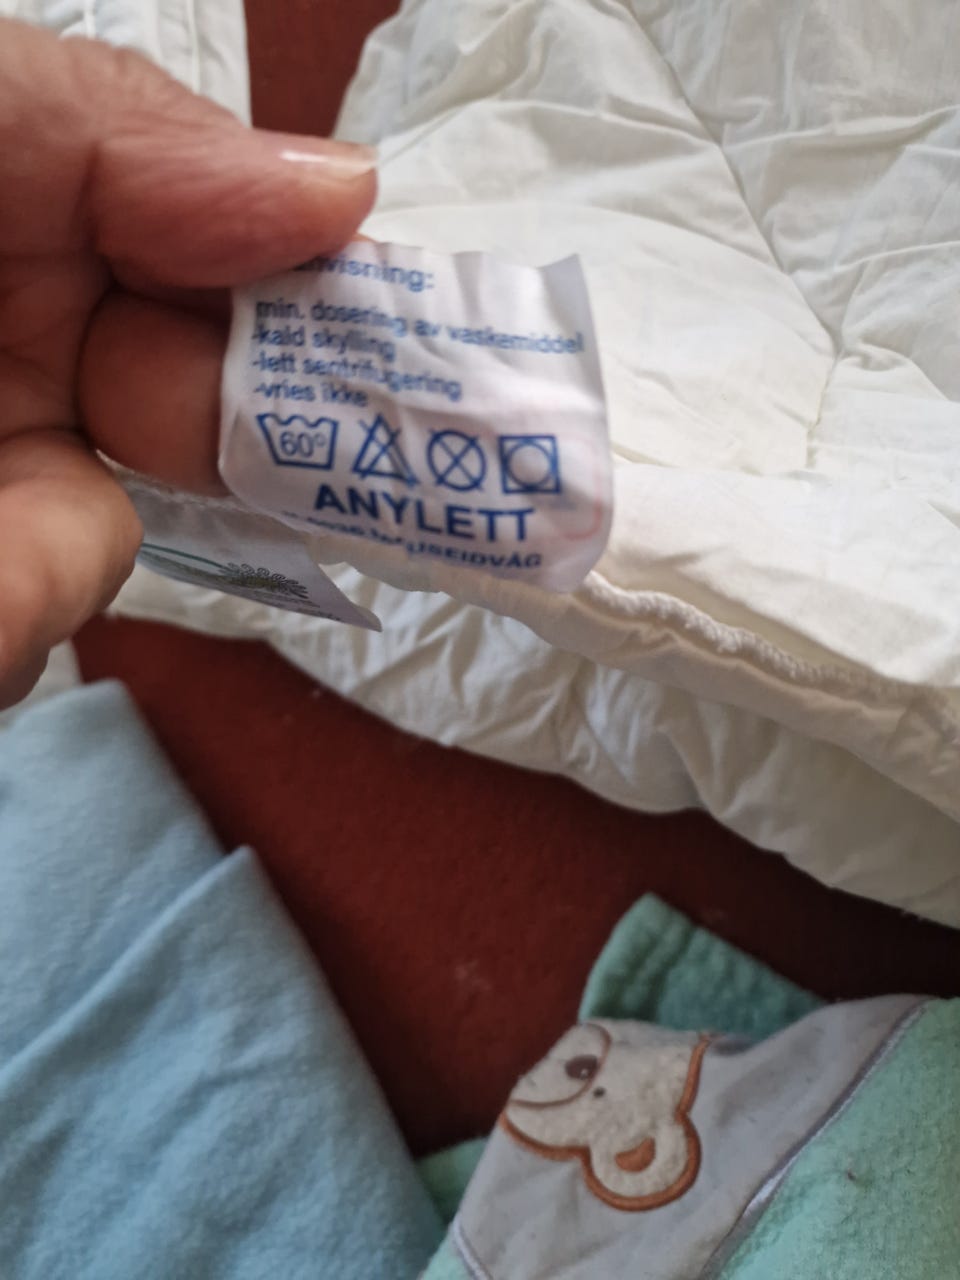 min. dosering av vaskemiddel
-kald skylling
-lett sentrifugering
-vries ikke
60°
ANYLETT